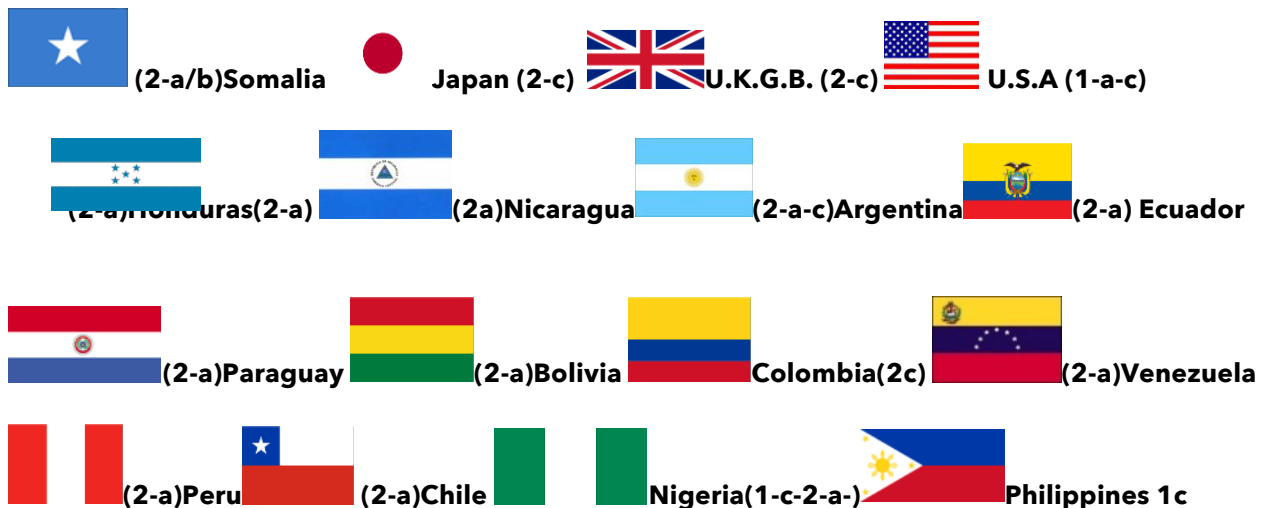 (2-a/b)Somalia Japan (2-c) U.K.G.B. (2-c) U.S.A (1-a-c)
(2-a)Honduras(2-a) (2a)Nicaragua (2-a-c)Argentina (2-a) Ecuador
(2-a)Paraguay (2-a)Bolivia Colombia(2c) (2-a)Venezuela
(2-a)Peru (2-a)Chile Nigeria(1-c-2-a-) Philippines 1c